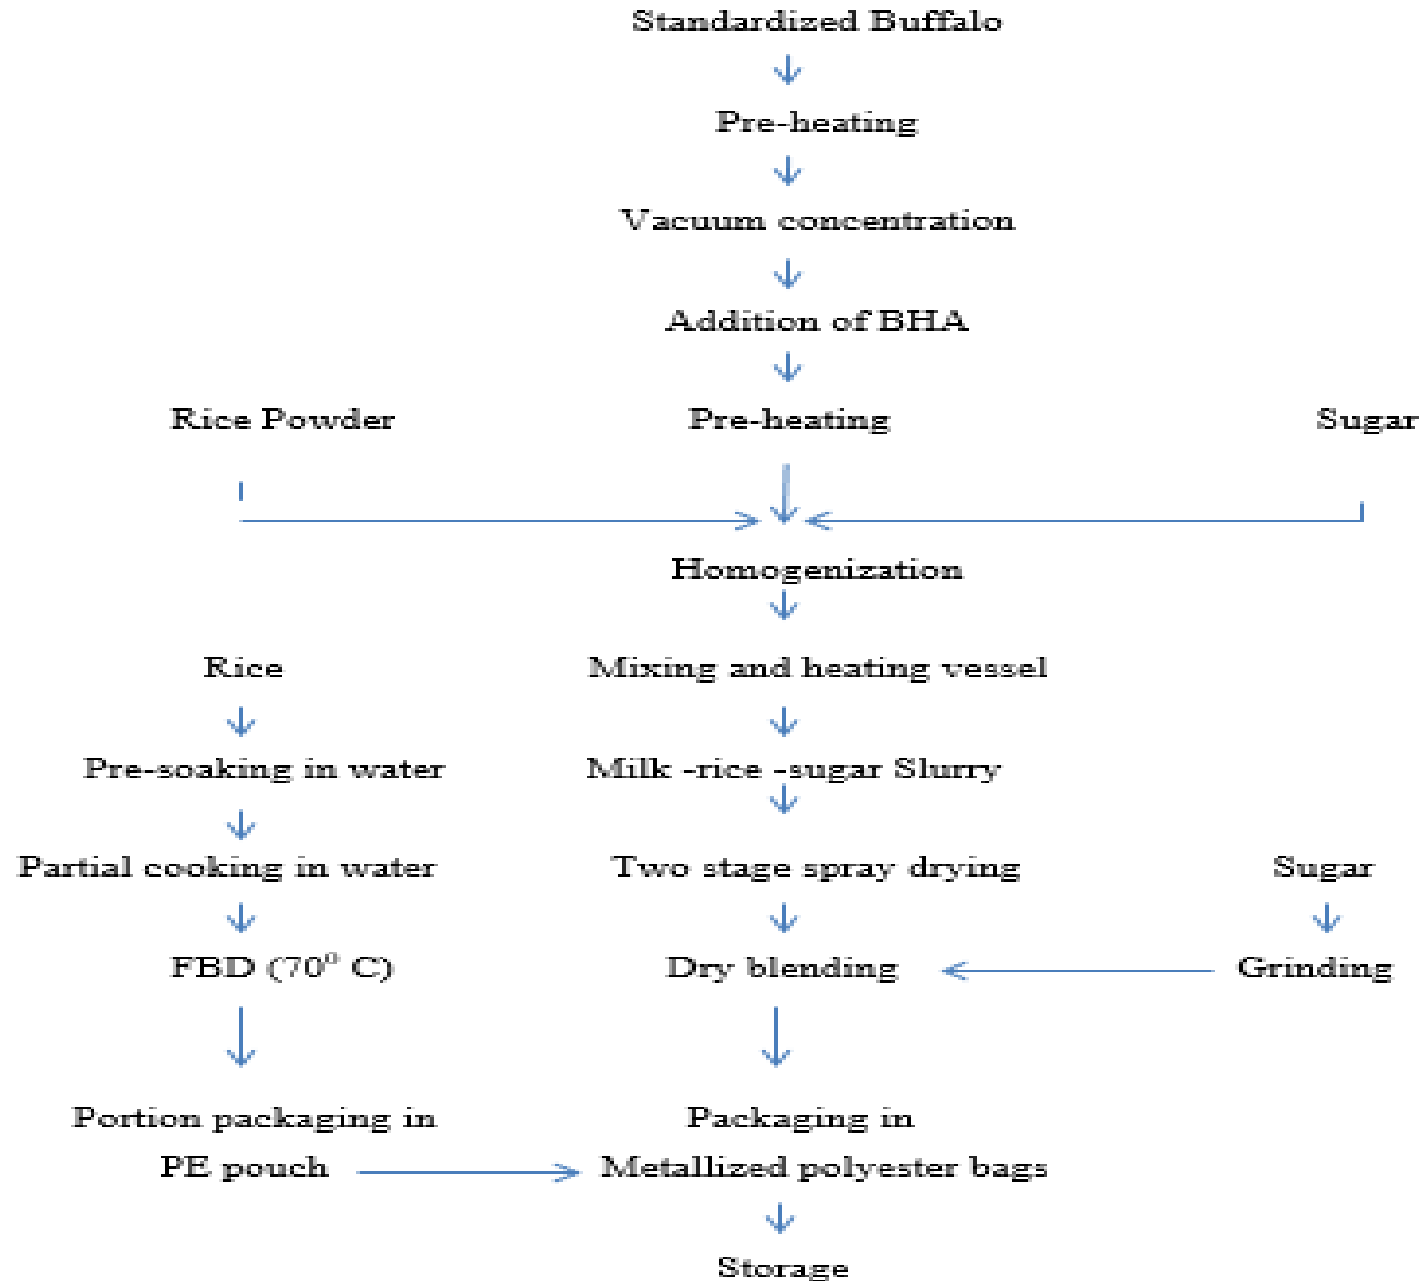 Standardized Buffalo
Pre-heating
Vacuum concentration
Addition of BHA
Rice Powder
Pre-heating
Sugar
Homogenization
Rice
Mixing and heating vessel
Pre-soaking in water
Milk -rice -sugar Slurry
Partial cooking in water
Two stage spray drying
Sugar
FBD (70⁰ C)
Dry blending
Grinding
Portion packaging in
Packaging in
PE pouch
Metallized polyester bags
Storage